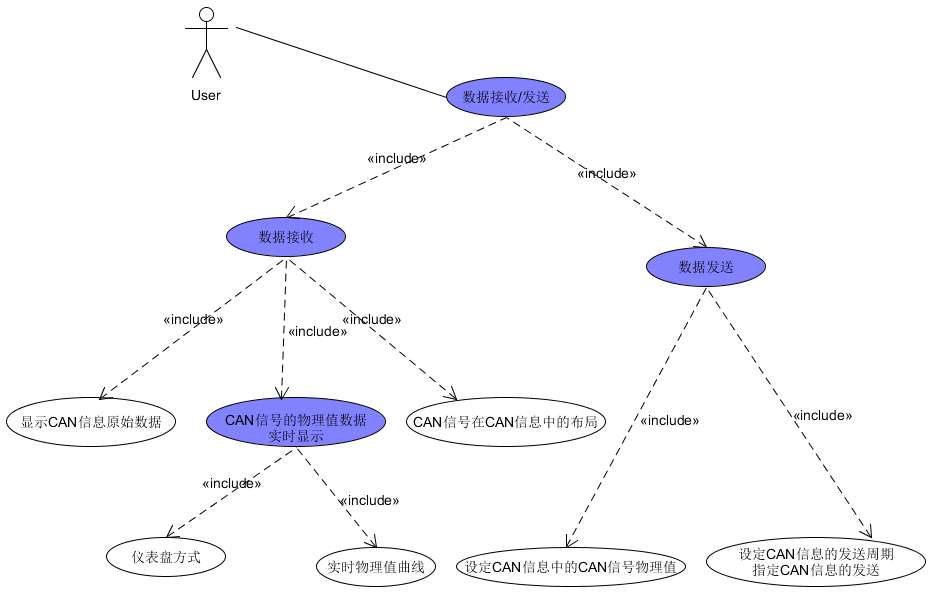 User
数据接收/发送
«include»
«include»
数据接收
数据发送
«include»
«include»
«include»
显示CAN信息原始数据
CAN信号的物理值数据
实时显示
CAN信号在CAN信息中的布局
«include»
«include»
«include»
«include»
仪表盘方式
实时物理值曲线
设定CAN信息中的CAN信号物理值
设定CAN信息的发送周期
指定CAN信息的发送